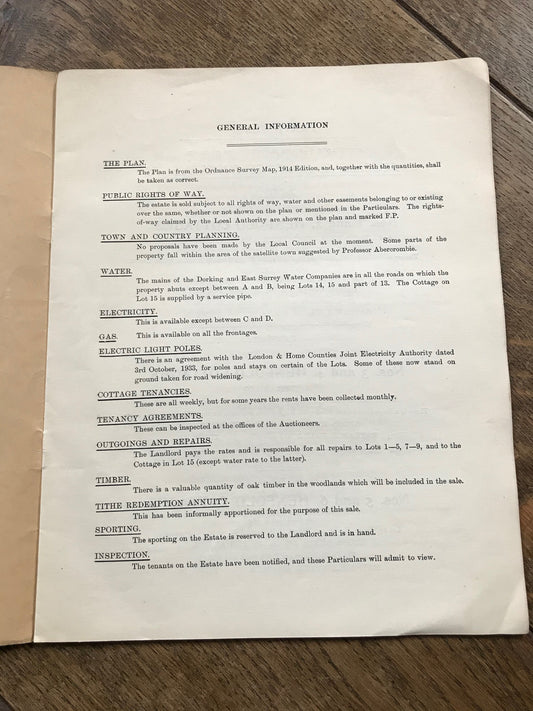 GENERAL INFORMATION
THE PLAN.
The Plan is from the Ordnance Survey Map, 1914 Edition, and, together with the quantities, shall
be taken as correct.
PUBLIC RIGHTS OF WAY.
The estate is sold subject to all rights of way, water and other easements belonging to or existing
over the same, whether or not shown on the plan or mentioned in the Particulars. The rights-
of-way claimed by the Local Authority are shown on the plan and marked F.P.
TOWN AND COUNTRY PLANNING.
No proposals have been made by the Local Council at the moment. Some parts of the
property fall within the area of the satellite town suggested by Professor Abercrombie.
WATER.
The mains of the Dorking and East Surrey Water Companies are in all the roads on which the
property abuts except between A and B, being Lots 14, 15 and part of 13. The Cottage on
Lot 15 is supplied by a service pipe.
ELECTRICITY.
This is available except between C and D.
GAS. This is available on all the frontages.
ELECTRIC LIGHT POLES.
There is an agreement with the London & Home Counties Joint Electricity Authority dated
3rd October, 1933, for poles and stays on certain of the Lots. Some of these now stand on
ground taken for road widening.
COTTAGE TENANCIES.
These are all weekly, but for some years the rents have been collected monthly.
TENANCY AGREEMENTS.
These can be inspected at the offices of the Auctioneers.
OUTGOINGS AND REPAIRS.
The Landlord pays the rates and is responsible for all repairs to Lots 1—5, 7—9, and to the
Cottage in Lot 15 (except water rate to the latter).
TIMBER.
There is a valuable quantity of oak timber in the woodlands which will be included in the sale.
TITHE REDEMPTION ANNUITY.
This has been informally apportioned for the purpose of this sale.
SPORTING.
The sporting on the Estate is reserved to the Landlord and is in hand.
INSPECTION.
The tenants on the Estate have been notified, and these Particulars will admit to view.